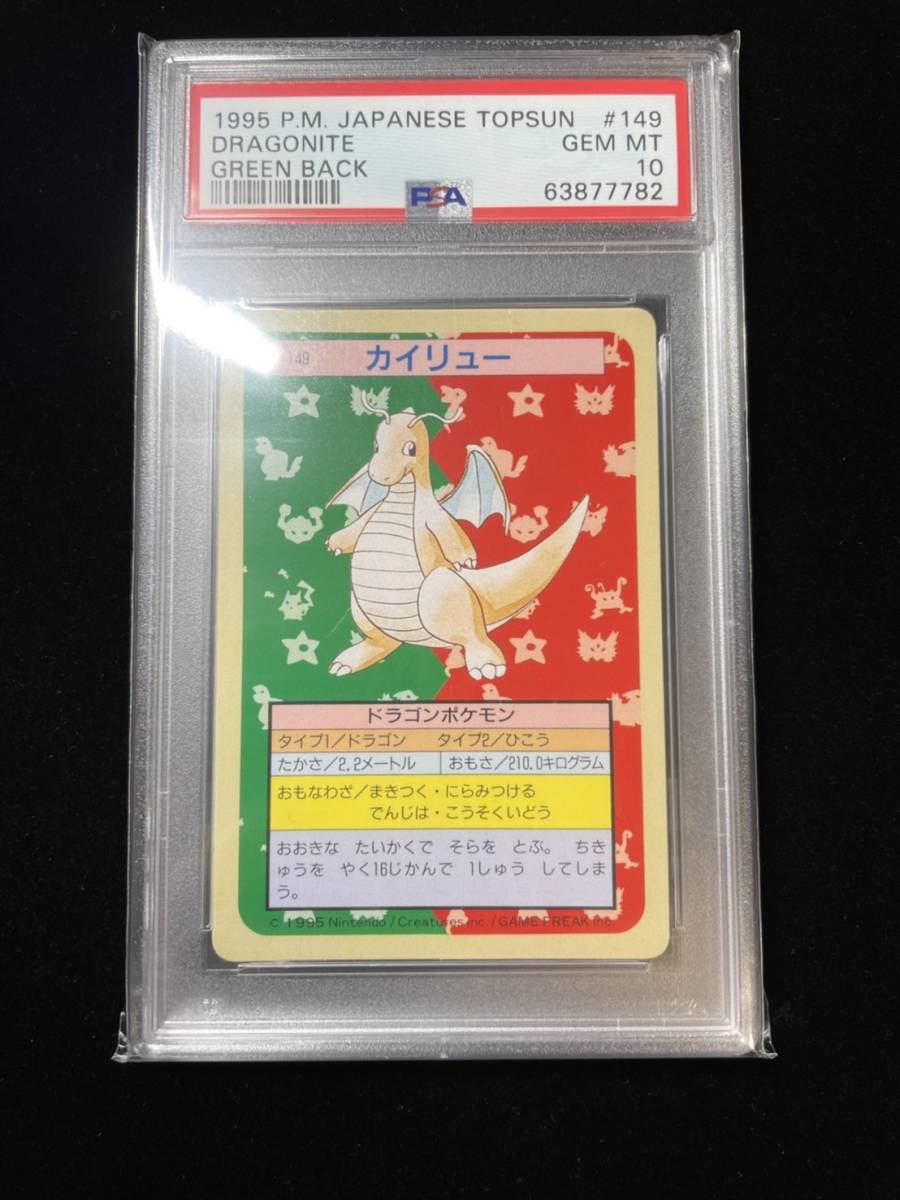 1995 P.M. JAPANESE TOPSUN #149
DRAGONITE GEM MT
GREEN BACK 10
63877782
PSA
149 カイリュー
ドラゴンポケモン
タイプ1/ドラゴン タイプ2/ひこう
たかさ/2.2メートル おもさ/210.0キログラム
おもなわざ/まきつく・にらみつける
でんじは・こうそくいどう
おおきな たいかくで そらを とぶ。 ちき
ゅうを やく16じかんで 1しゅう してしま
う。
© 1995 Nintendo/Creatures inc./GAME FREAK inc.